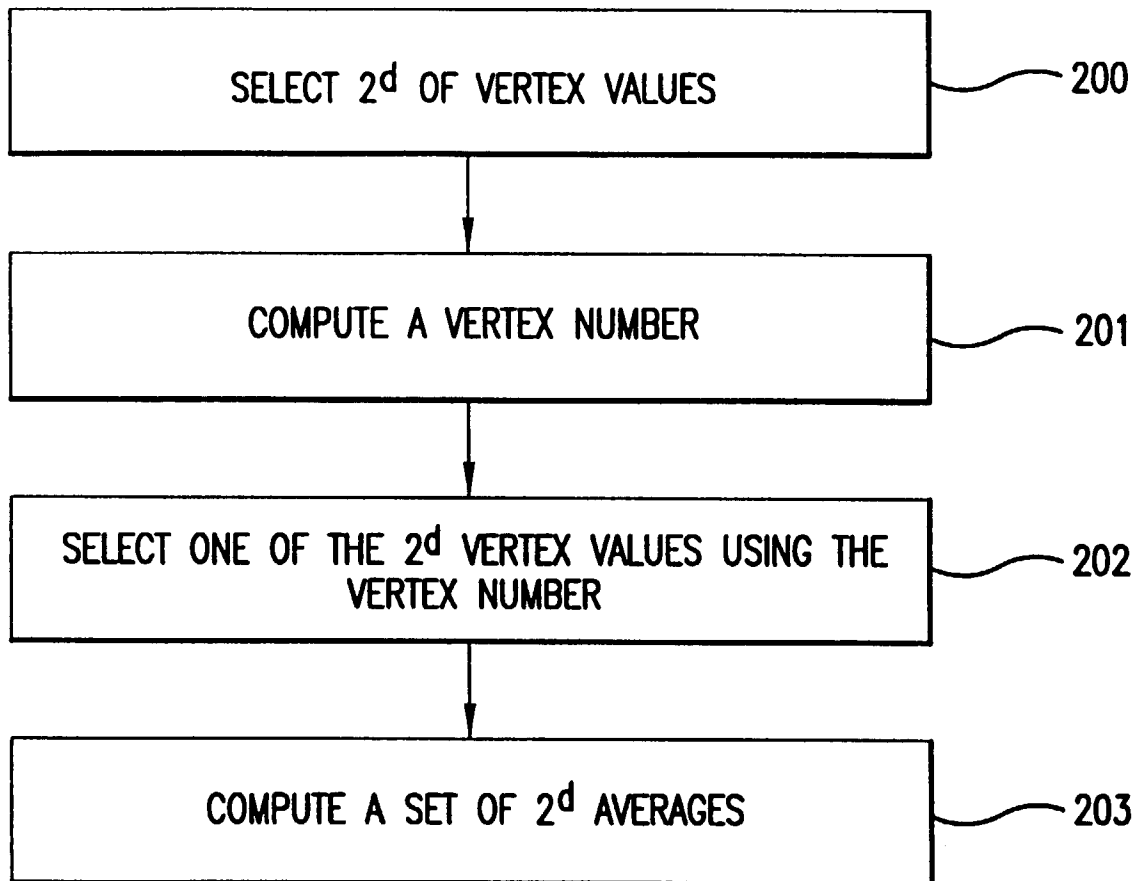 SELECT 2d OF VERTEX VALUES
200
COMPUTE A VERTEX NUMBER
201
SELECT ONE OF THE 2d VERTEX VALUES USING THE
VERTEX NUMBER
202
COMPUTE A SET OF 2d AVERAGES
203